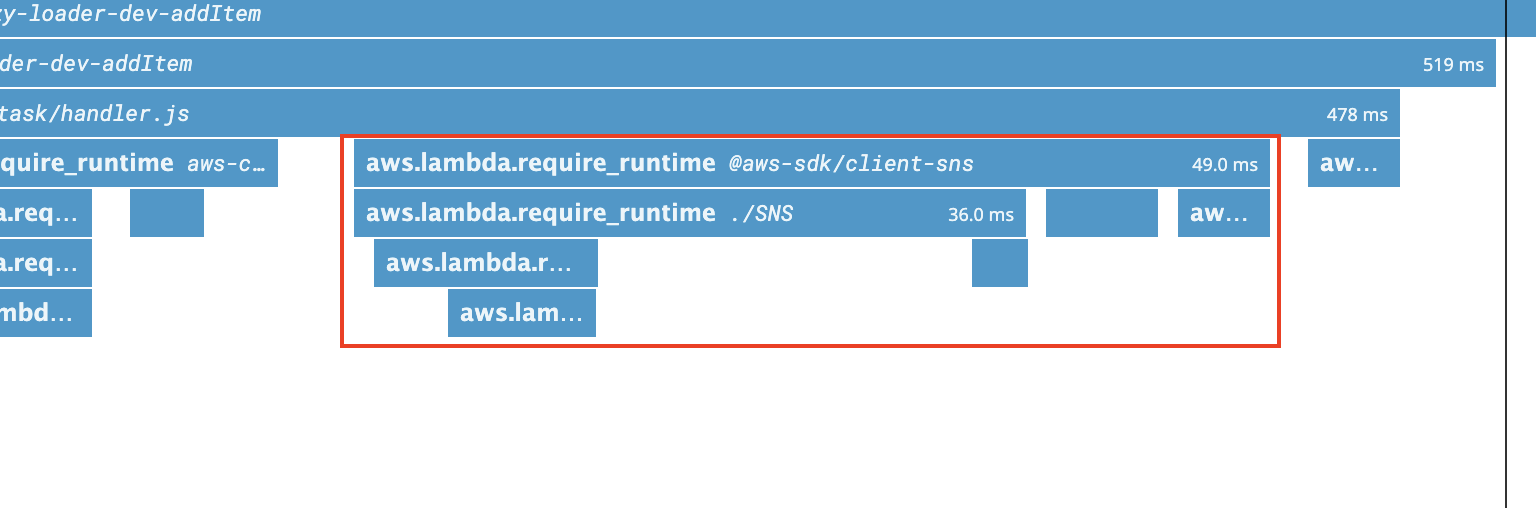 zy-loader-dev-addItem
der-dev-addItem 519 ms
task/handler.js 478 ms
quire_runtime aws-c… aws.lambda.require_runtime @aws-sdk/client-sns 49.0 ms aw…
a.req… aws.lambda.require_runtime ./SNS 36.0 ms aw…
a.req… aws.lambda.r…
mbd… aws.lam…